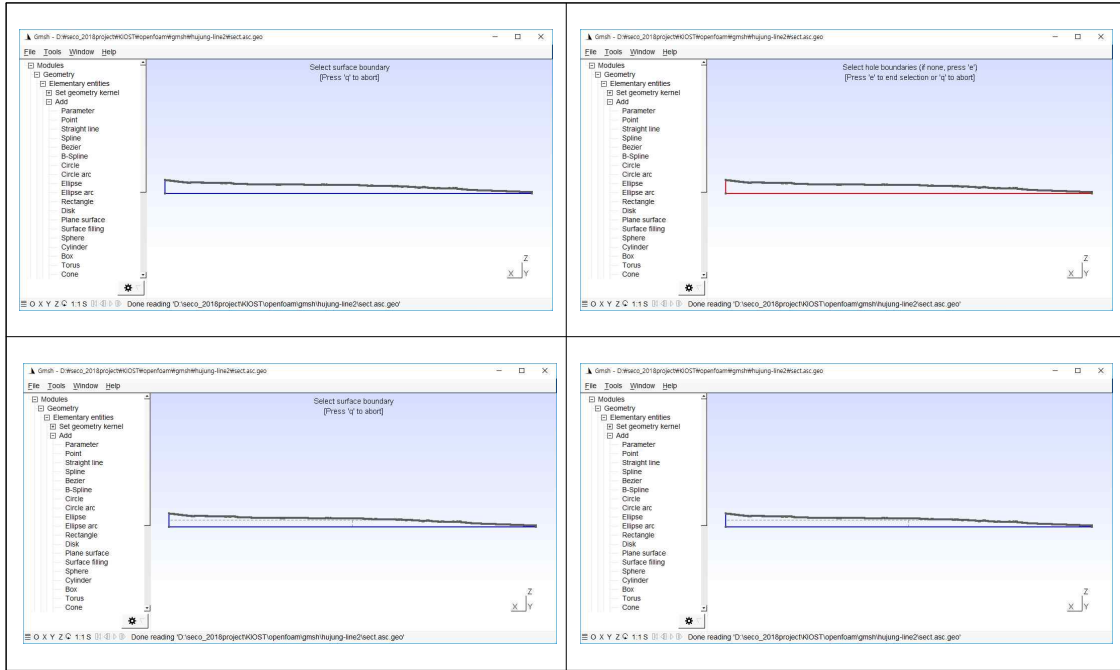 Gmsh - D:₩seco_2018project₩KIOST₩openfoam₩gmsh₩hujung-line2₩sect.asc.geo
File Tools Window Help
Modules
Geometry
Elementary entities
Set geometry kernel
Add
Parameter
Point
Straight line
Spline
Bezier
B-Spline
Circle
Circle arc
Ellipse
Ellipse arc
Rectangle
Disk
Plane surface
Surface filling
Sphere
Cylinder
Box
Torus
Cone
Select surface boundary
[Press 'q' to abort]
Z
X Y
O X Y Z 1:1 S Done reading 'D:\seco_2018project\KIOST\openfoam\gmsh\hujung-line2\sect.asc.geo'
Gmsh - D:₩seco_2018project₩KIOST₩openfoam₩gmsh₩hujung-line2₩sect.asc.geo
File Tools Window Help
Modules
Geometry
Elementary entities
Set geometry kernel
Add
Parameter
Point
Straight line
Spline
Bezier
B-Spline
Circle
Circle arc
Ellipse
Ellipse arc
Rectangle
Disk
Plane surface
Surface filling
Sphere
Cylinder
Box
Torus
Cone
Select hole boundaries (if none, press 'e')
[Press 'e' to end selection or 'q' to abort]
Z
X Y
O X Y Z 1:1 S Done reading 'D:\seco_2018project\KIOST\openfoam\gmsh\hujung-line2\sect.asc.geo'
Gmsh - D:₩seco_2018project₩KIOST₩openfoam₩gmsh₩hujung-line2₩sect.asc.geo
File Tools Window Help
Modules
Geometry
Elementary entities
Set geometry kernel
Add
Parameter
Point
Straight line
Spline
Bezier
B-Spline
Circle
Circle arc
Ellipse
Ellipse arc
Rectangle
Disk
Plane surface
Surface filling
Sphere
Cylinder
Box
Torus
Cone
Select surface boundary
[Press 'q' to abort]
Z
X Y
O X Y Z 1:1 S Done reading 'D:\seco_2018project\KIOST\openfoam\gmsh\hujung-line2\sect.asc.geo'
Gmsh - D:₩seco_2018project₩KIOST₩openfoam₩gmsh₩hujung-line2₩sect.asc.geo
File Tools Window Help
Modules
Geometry
Elementary entities
Set geometry kernel
Add
Parameter
Point
Straight line
Spline
Bezier
B-Spline
Circle
Circle arc
Ellipse
Ellipse arc
Rectangle
Disk
Plane surface
Surface filling
Sphere
Cylinder
Box
Torus
Cone
Z
X Y
O X Y Z 1:1 S Done reading 'D:\seco_2018project\KIOST\openfoam\gmsh\hujung-line2\sect.asc.geo'